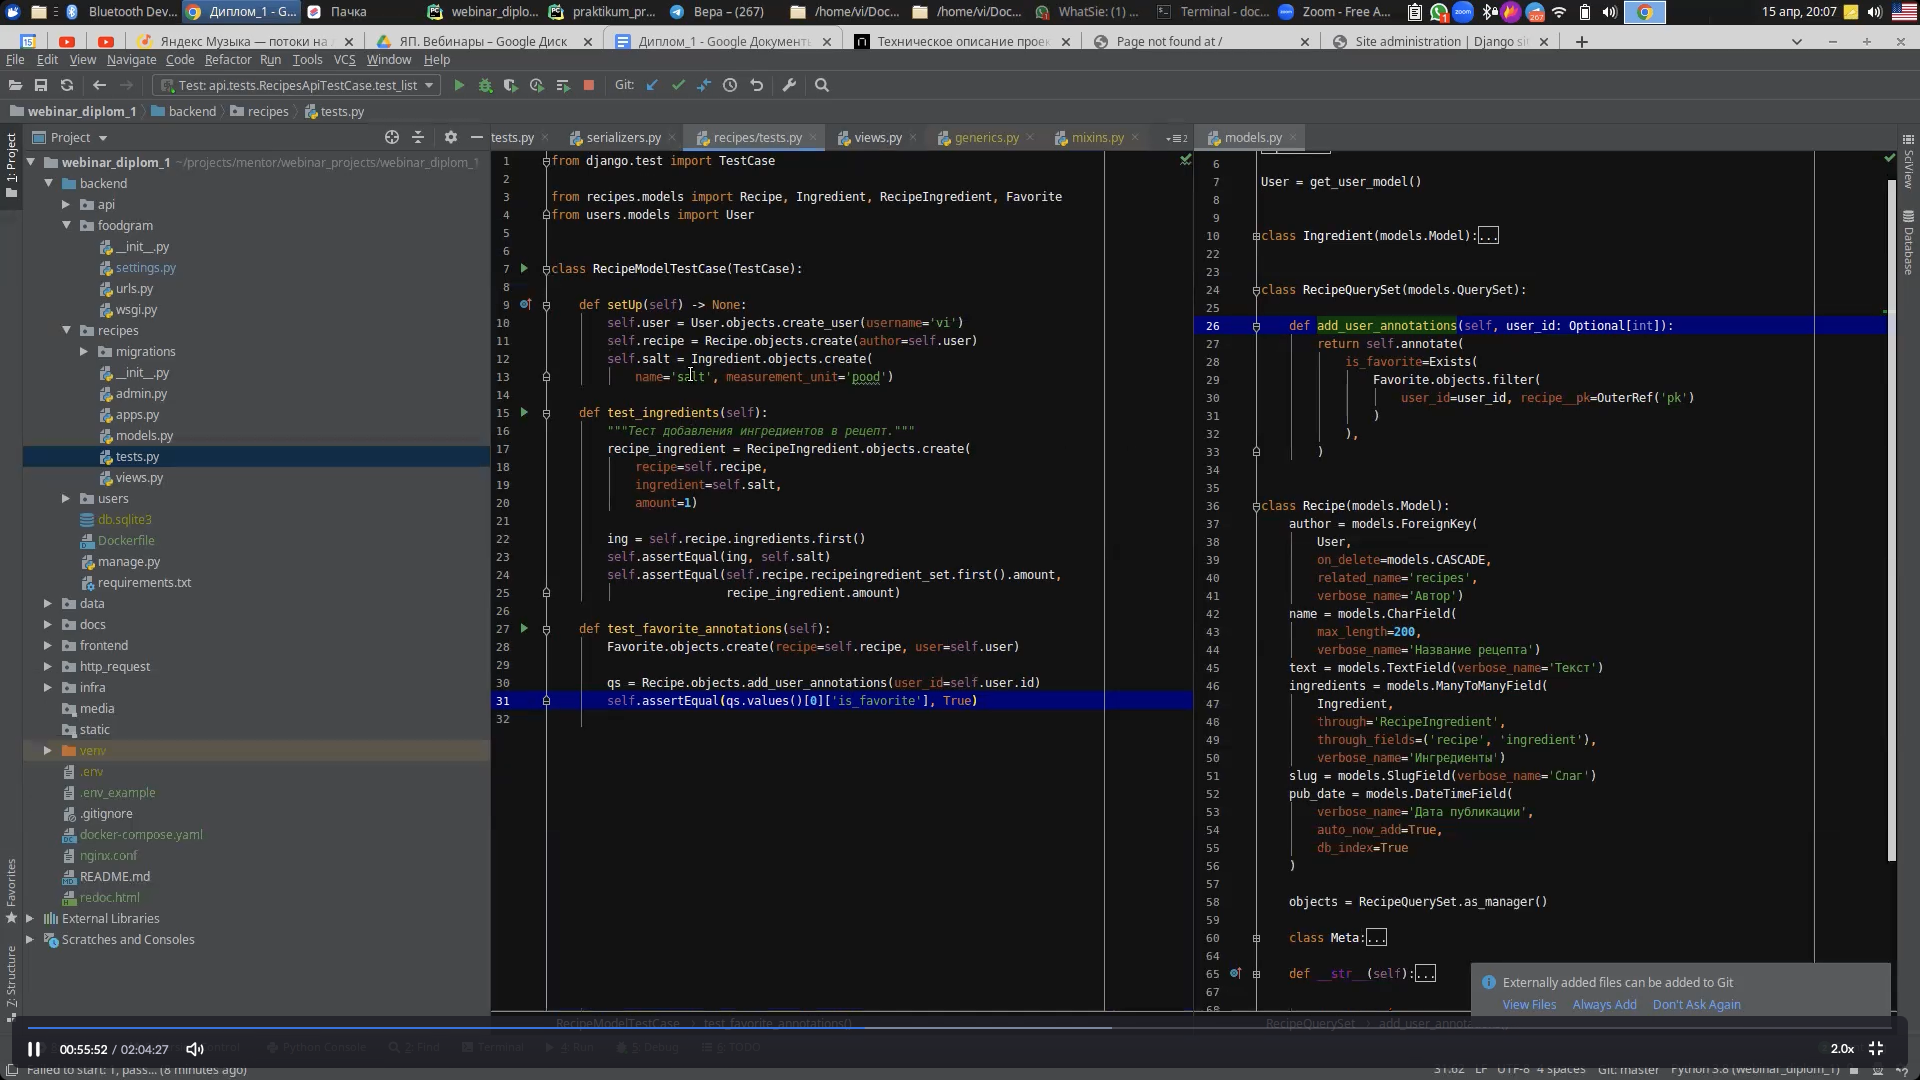 Bluetooth Dev...
Диплом_1 - G...
Пачка
webinar_diplo...
praktikum_pr...
Вера – (267)
/home/vi/Doc...
/home/vi/Doc...
WhatSie: (1) ...
Terminal - doc...
Zoom - Free A...
15 апр, 20:07
Яндекс Музыка — потоки на
ЯП. Вебинары – Google Диск
Диплом_1 - Google Документы
Техническое описание проек
Page not found at /
Site administration | Django si
File Edit View Navigate Code Refactor Run Tools VCS Window Help
Test: api.tests.RecipesApiTestCase.test_list
Git:
webinar_diplom_1 backend recipes tests.py
Project
tests.py serializers.py recipes/tests.py views.py generics.py mixins.py models.py
1: Project
Favorites
7: Structure
SciView
Database
webinar_diplom_1 ~/projects/mentor/webinar_projects/webinar_diplom_1
backend
api
foodgram
__init__.py
settings.py
urls.py
wsgi.py
recipes
migrations
__init__.py
admin.py
apps.py
models.py
tests.py
views.py
users
db.sqlite3
Dockerfile
manage.py
requirements.txt
data
docs
frontend
http_request
infra
media
static
venv
.env
.env_example
.gitignore
docker-compose.yaml
nginx.conf
README.md
redoc.html
External Libraries
Scratches and Consoles
1 from django.test import TestCase
2
3 from recipes.models import Recipe, Ingredient, RecipeIngredient, Favorite
4 from users.models import User
5
6
7 class RecipeModelTestCase(TestCase):
8
9 def setUp(self) -> None:
10 self.user = User.objects.create_user(username='vi')
11 self.recipe = Recipe.objects.create(author=self.user)
12 self.salt = Ingredient.objects.create(
13 name='salt', measurement_unit='pood')
14
15 def test_ingredients(self):
16 """Тест добавления ингредиентов в рецепт."""
17 recipe_ingredient = RecipeIngredient.objects.create(
18 recipe=self.recipe,
19 ingredient=self.salt,
20 amount=1)
21
22 ing = self.recipe.ingredients.first()
23 self.assertEqual(ing, self.salt)
24 self.assertEqual(self.recipe.recipeingredient_set.first().amount,
25 recipe_ingredient.amount)
26
27 def test_favorite_annotations(self):
28 Favorite.objects.create(recipe=self.recipe, user=self.user)
29
30 qs = Recipe.objects.add_user_annotations(user_id=self.user.id)
31 self.assertEqual(qs.values()[0]['is_favorite'], True)
32
6
7 User = get_user_model()
8
9
10 class Ingredient(models.Model):...
22
23
24 class RecipeQuerySet(models.QuerySet):
25
26 def add_user_annotations(self, user_id: Optional[int]):
27 return self.annotate(
28 is_favorite=Exists(
29 Favorite.objects.filter(
30 user_id=user_id, recipe__pk=OuterRef('pk')
31 )
32 ),
33 )
34
35
36 class Recipe(models.Model):
37 author = models.ForeignKey(
38 User,
39 on_delete=models.CASCADE,
40 related_name='recipes',
41 verbose_name='Автор')
42 name = models.CharField(
43 max_length=200,
44 verbose_name='Название рецепта')
45 text = models.TextField(verbose_name='Текст')
46 ingredients = models.ManyToManyField(
47 Ingredient,
48 through='RecipeIngredient',
49 through_fields=('recipe', 'ingredient'),
50 verbose_name='Ингредиенты')
51 slug = models.SlugField(verbose_name='Слаг')
52 pub_date = models.DateTimeField(
53 verbose_name='Дата публикации',
54 auto_now_add=True,
55 db_index=True
56 )
57
58 objects = RecipeQuerySet.as_manager()
59
60 class Meta:...
64
65 def __str__(self):...
67
68
Externally added files can be added to Git
View Files Always Add Don't Ask Again
RecipeModelTestCase test_favorite_annotations()
RecipeQuerySet add_user_annota
00:55:52 / 02:04:27
Python Console 2: Find Terminal 4: Run 5: Debug 6: TODO
2.0x
Failed to start: 1, pass... (8 minutes ago)
31:62 LF UTF-8 4 spaces Git: master Python 3.8 (webinar_diplom_1)